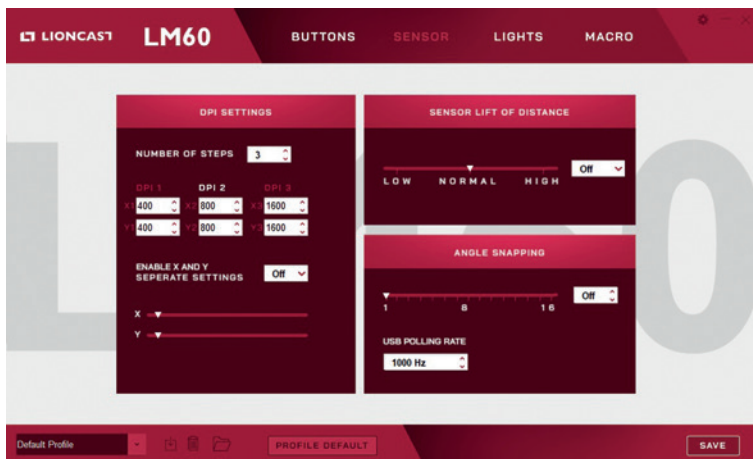 LIONCAST LM60 BUTTONS SENSOR LIGHTS MACRO
DPI SETTINGS
NUMBER OF STEPS 3
DPI 1 DPI 2 DPI 3
X1 400 X2 800 X3 1600
Y1 400 Y2 800 Y3 1600
ENABLE X AND Y
SEPERATE SETTINGS Off
X
Y
SENSOR LIFT OF DISTANCE
Off
LOW NORMAL HIGH
ANGLE SNAPPING
Off
1 8 16
USB POLLING RATE
1000 Hz
Default Profile PROFILE DEFAULT SAVE